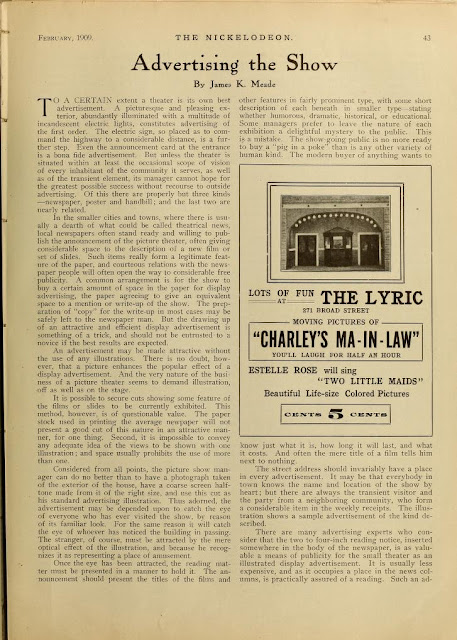 February, 1909.
THE NICKELODEON.
43
Advertising the Show
By James K. Meade
TO A CERTAIN extent a theater is its own best
advertisement. A picturesque and pleasing ex-
terior, abundantly illuminated with a multitude of
incandescent electric lights, constitutes advertising of
the first order. The electric sign, so placed as to com-
mand the highway to a considerable distance, is a fur-
ther step. Even the announcement card at the entrance
is a bona fide advertisement. But unless the theater is
situated within at least the occasional scope of vision
of every inhabitant of the community it serves, as well
as of the transient element, its manager cannot hope for
the greatest possible success without recourse to outside
advertising. Of this there are properly but three kinds
—newspaper, poster and handbill; and the last two are
nearly related.
In the smaller cities and towns, where there is usu-
ally a dearth of what could be called theatrical news,
local newspapers often stand ready and willing to pub-
lish the announcement of the picture theater, often giving
considerable space to the description of a new film or
set of slides. Such items really form a legitimate feat-
ure of the paper, and courteous relations with the news-
paper people will often open the way to considerable free
publicity. A common arrangement is for the show to
buy a certain amount of space in the paper for display
advertising, the paper agreeing to give an equivalent
space to a mention or write-up of the show. The prep-
aration of "copy" for the write-up in most cases may be
safely left to the newspaper man. But the drawing up
of an attractive and efficient display advertisement is
something of a trick, and should not be entrusted to a
novice if the best results are expected.
An advertisement may be made attractive without
the use of any illustrations. There is no doubt, how-
ever, that a picture enhances the popular effect of a
display advertisement. And the very nature of the busi-
ness of a picture theater seems to demand illustration,
off as well as on the stage.
It is possible to secure cuts showing some feature of
the films or slides to be currently exhibited. This
method, however, is of questionable value. The paper
stock used in printing the average newspaper will not
present a good cut of this nature in an attractive man-
ner, for one thing. Second, it is impossible to convey
any adequate idea of the views to be shown with one
illustration; and space usually prohibits the use of more
than one.
Considered from all points, the picture show man-
ager can do no better than to have a photograph taken
of the exterior of the house, have a coarse screen half-
tone made from it of the right size, and use this cut as
his standard advertising illustration. Thus adorned, the
advertisement may be depended upon to catch the eye
of everyone who has ever visited the show, by reason
of its familiar look. For the same reason it will catch
the eye of whoever has noticed the building in passing.
The stranger, of course, must be attracted by the mere
optical effect of the illustration, and because he recog-
nizes it as representing a place of amusement.
Once the eye has been attracted, the reading mat-
ter must be presented in a manner to hold it. The an-
nouncement should present the titles of the films and
other features in fairly prominent type, with some short
description of each beneath in smaller type—stating
whether humorous, dramatic, historical, or educational.
Some managers prefer to leave the nature of each
exhibition a delightful mystery to the public. This
is a mistake. The show-going public is no more ready
to buy a "pig in a poke" than is any other variety of
human kind. The modern buyer of anything wants to
LOTS OF FUN
AT
THE LYRIC
271 BROAD STREET
MOVING PICTURES OF
"CHARLEY'S MA-IN-LAW"
YOU'LL LAUGH FOR HALF AN HOUR
ESTELLE ROSE will sing
"TWO LITTLE MAIDS"
Beautiful Life-size Colored Pictures
CENTS 5 CENTS
know just what it is, how long it will last, and what
it costs. And often the mere title of a film tells him
next to nothing.
The street address should invariably have a place
in every advertisement. It may be that everybody in
town knows the name and location of the show by
heart; but there are always the transient visitor and
the party from a neighboring community, who form
a considerable item in the weekly receipts. The illus-
tration shows a sample advertisement of the kind de-
scribed.
There are many advertising experts who con-
sider that the two to four-inch reading notice, inserted
somewhere in the body of the newspaper, is as valu-
able a means of publicity for the small theater as an
illustrated display advertisement. It is usually less
expensive, and as it occupies a place in the news col-
umns, is practically assured of a reading. Such an ad-